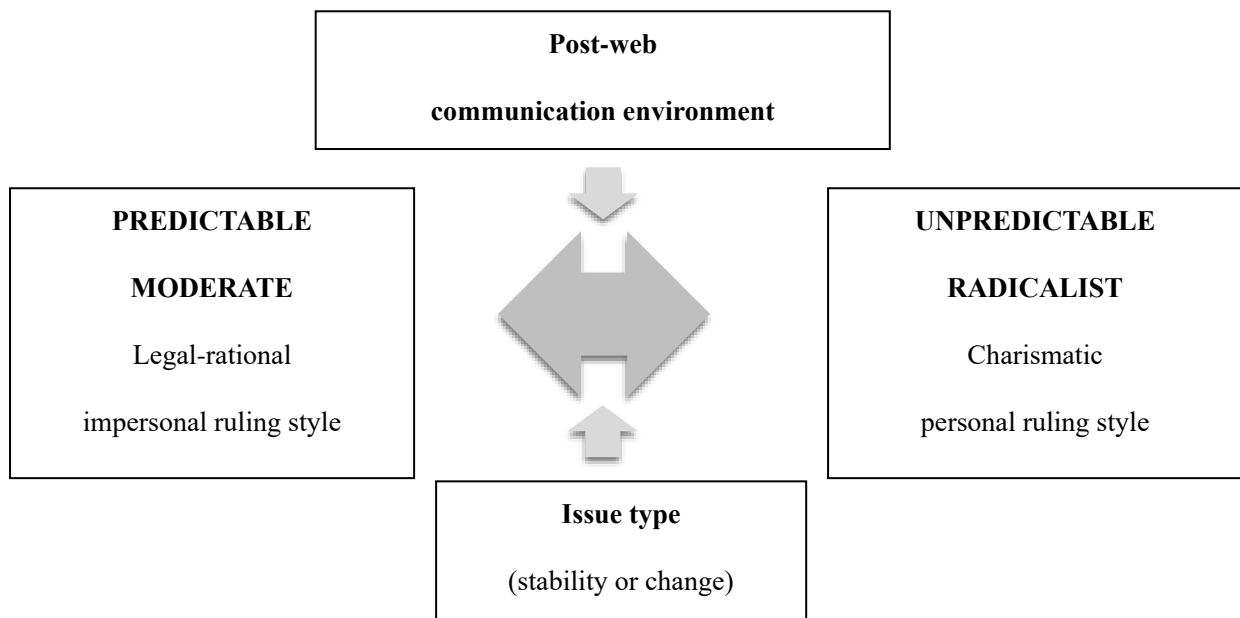 Post-web
communication environment
PREDICTABLE
MODERATE
Legal-rational
impersonal ruling style
UNPREDICTABLE
RADICALIST
Charismatic
personal ruling style
Issue type
(stability or change)